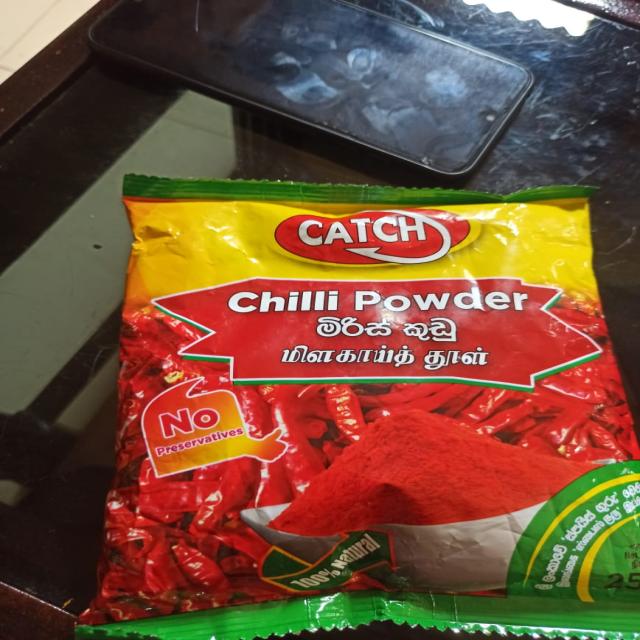 CATCH
Chilli Powder
මිරිස් කුඩු
மிளகாய்த் தூள்
No
Preservatives
100% Natural